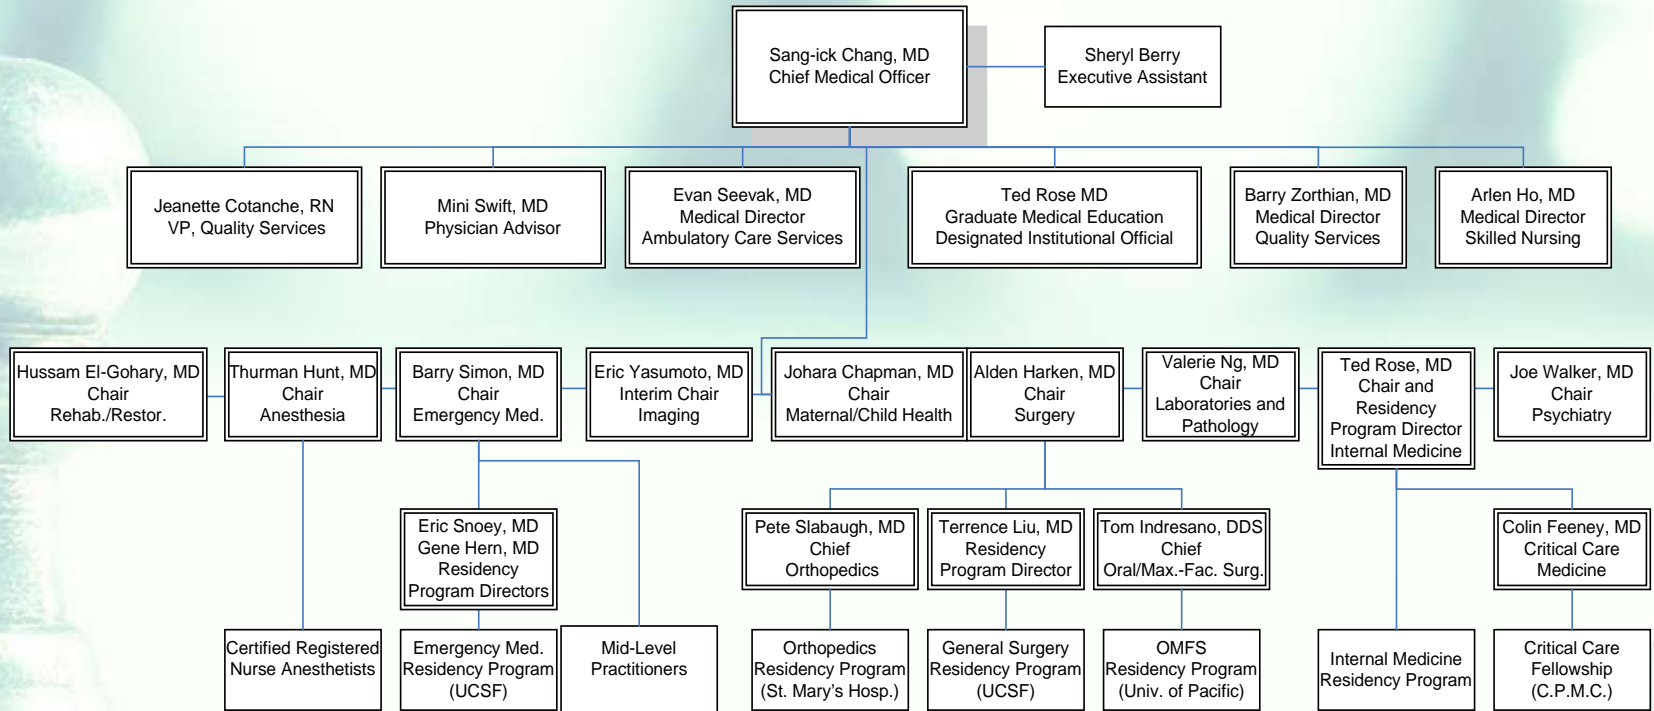 Sang-ick Chang, MD
Chief Medical Officer
Sheryl Berry
Executive Assistant
Jeanette Cotanche, RN
VP, Quality Services
Mini Swift, MD
Physician Advisor
Evan Seevak, MD
Medical Director
Ambulatory Care Services
Ted Rose MD
Graduate Medical Education
Designated Institutional Official
Barry Zorthian, MD
Medical Director
Quality Services
Arlen Ho, MD
Medical Director
Skilled Nursing
Hussam El-Gohary, MD
Chair
Rehab./Restor.
Thurman Hunt, MD
Chair
Anesthesia
Barry Simon, MD
Chair
Emergency Med.
Eric Yasumoto, MD
Interim Chair
Imaging
Johara Chapman, MD
Chair
Maternal/Child Health
Alden Harken, MD
Chair
Surgery
Valerie Ng, MD
Chair
Laboratories and
Pathology
Ted Rose, MD
Chair and
Residency
Program Director
Internal Medicine
Joe Walker, MD
Chair
Psychiatry
Eric Snoey, MD
Gene Hern, MD
Residency
Program Directors
Pete Slabaugh, MD
Chief
Orthopedics
Terrence Liu, MD
Residency
Program Director
Tom Indresano, DDS
Chief
Oral/Max.-Fac. Surg.
Colin Feeney, MD
Critical Care
Medicine
Certified Registered
Nurse Anesthetists
Emergency Med.
Residency Program
(UCSF)
Mid-Level
Practitioners
Orthopedics
Residency Program
(St. Mary's Hosp.)
General Surgery
Residency Program
(UCSF)
OMFS
Residency Program
(Univ. of Pacific)
Internal Medicine
Residency Program
Critical Care
Fellowship
(C.P.M.C.)